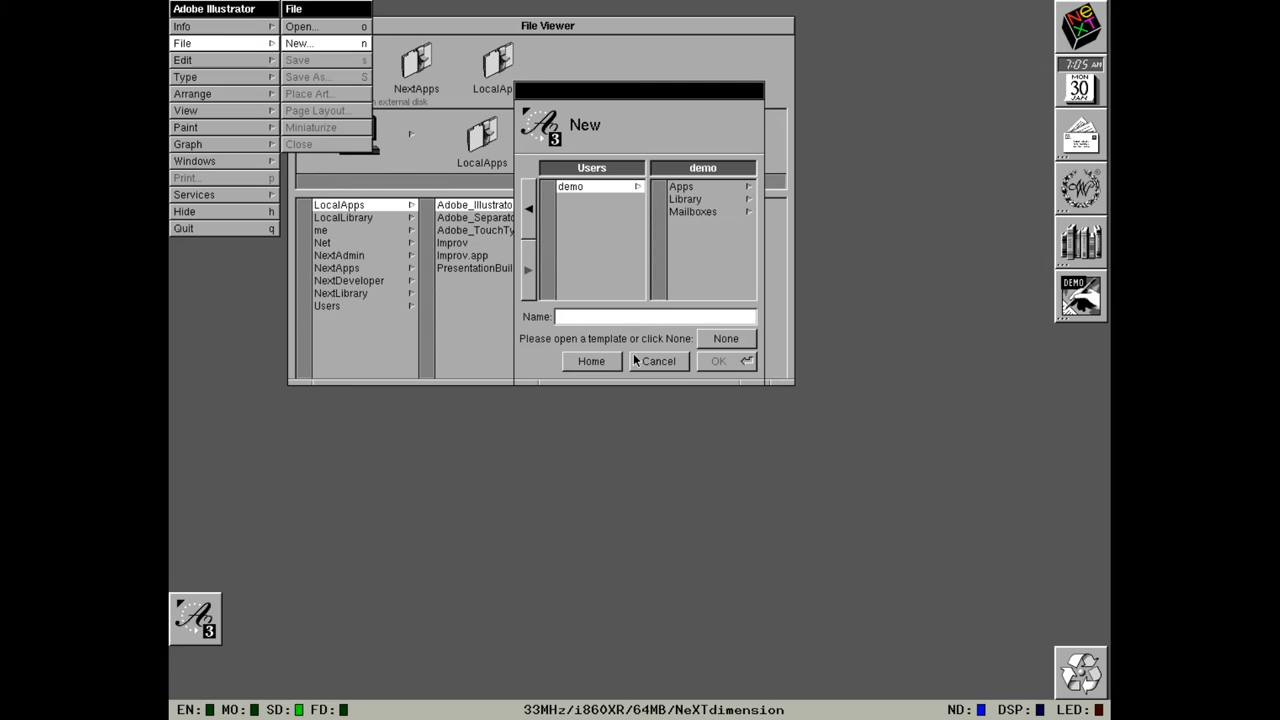 Adobe Illustrator
Info
File
Edit
Type
Arrange
View
Paint
Graph
Windows
Print... p
Services
Hide h
Quit q
File
Open... o
New... n
Save s
Save As... S
Place Art...
Page Layout...
Miniaturize
Close
File Viewer
NextApps
LocalAp
n external disk
LocalApps
LocalApps
LocalLibrary
me
Net
NextAdmin
NextApps
NextDeveloper
NextLibrary
Users
Adobe_Illustrato
Adobe_Separato
Adobe_TouchTy
Improv
Improv.app
PresentationBuil
3
New
Users
demo
demo
Apps
Library
Mailboxes
Name:
Please open a template or click None: None
Home Cancel OK
NeXT
7:05 AM
MON
30
JAN
W
DEMO
3
EN: MO: SD: FD: 33MHz/i860XR/64MB/NeXTdimension ND: DSP: LED: